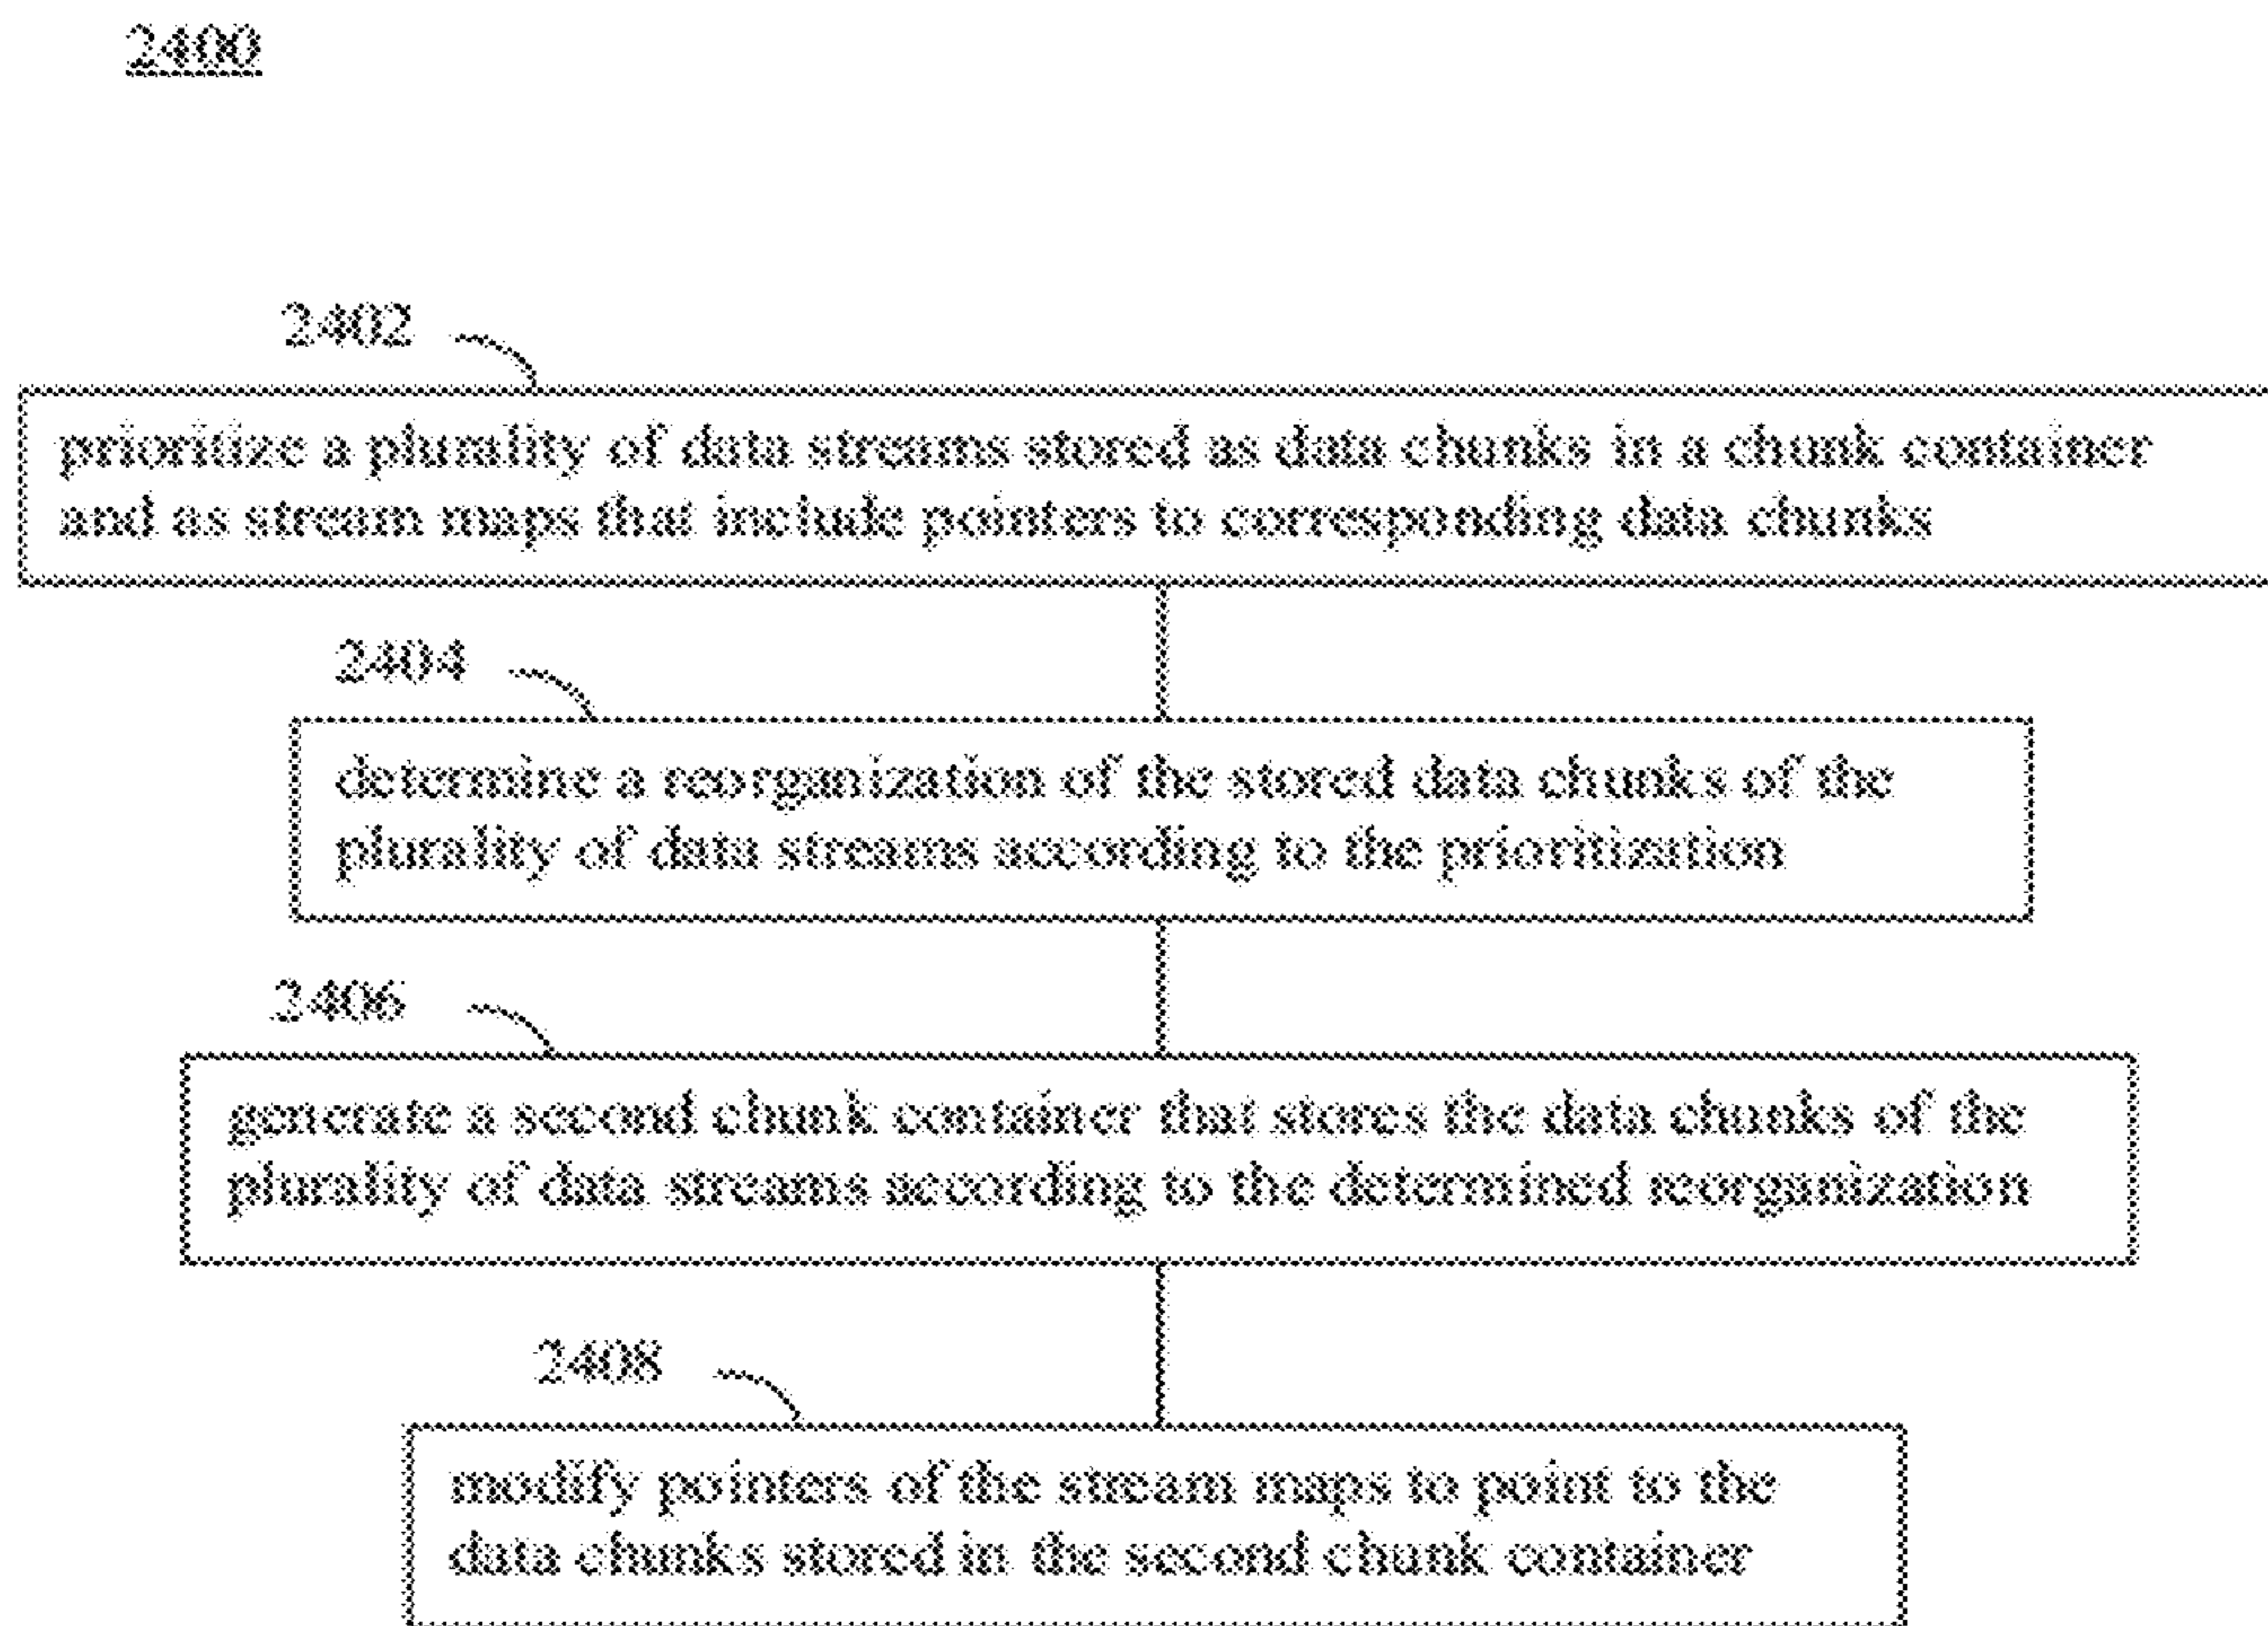 2400
2402
prioritize a plurality of data streams stored as data chunks in a chunk container
and as stream maps that include pointers to corresponding data chunks
2404
determine a reorganization of the stored data chunks of the
plurality of data streams according to the prioritization
2406
generate a second chunk container that stores the data chunks of the
plurality of data streams according to the determined reorganization
2408
modify pointers of the stream maps to point to the
data chunks stored in the second chunk container